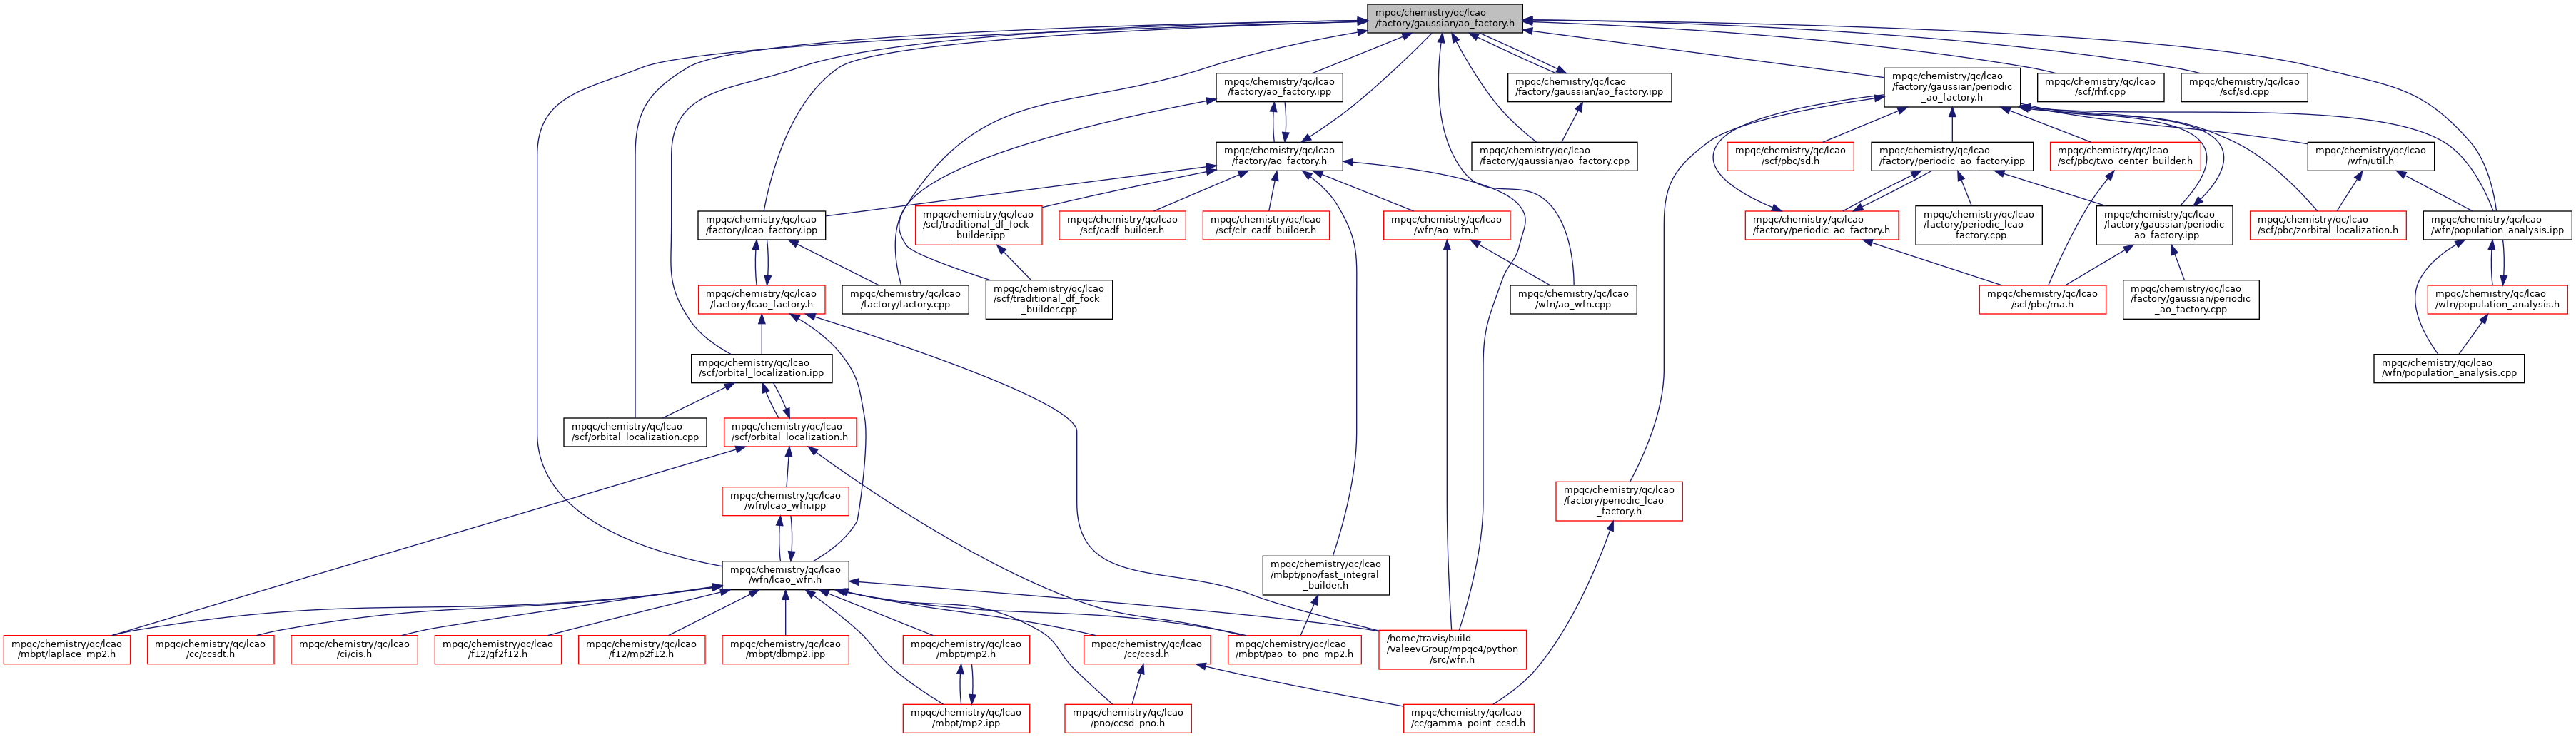 mpqc/chemistry/qc/lcao
/factory/gaussian/ao_factory.h
mpqc/chemistry/qc/lcao
/factory/ao_factory.ipp
mpqc/chemistry/qc/lcao
/factory/gaussian/ao_factory.ipp
mpqc/chemistry/qc/lcao
/factory/gaussian/periodic
_ao_factory.h
mpqc/chemistry/qc/lcao
/scf/rhf.cpp
mpqc/chemistry/qc/lcao
/scf/sd.cpp
mpqc/chemistry/qc/lcao
/factory/ao_factory.h
mpqc/chemistry/qc/lcao
/factory/gaussian/ao_factory.cpp
mpqc/chemistry/qc/lcao
/scf/pbc/sd.h
mpqc/chemistry/qc/lcao
/factory/periodic_ao_factory.ipp
mpqc/chemistry/qc/lcao
/scf/pbc/two_center_builder.h
mpqc/chemistry/qc/lcao
/wfn/util.h
mpqc/chemistry/qc/lcao
/factory/lcao_factory.ipp
mpqc/chemistry/qc/lcao
/scf/traditional_df_fock
_builder.ipp
mpqc/chemistry/qc/lcao
/scf/cadf_builder.h
mpqc/chemistry/qc/lcao
/scf/clr_cadf_builder.h
mpqc/chemistry/qc/lcao
/wfn/ao_wfn.h
mpqc/chemistry/qc/lcao
/factory/periodic_ao_factory.h
mpqc/chemistry/qc/lcao
/factory/periodic_lcao
_factory.cpp
mpqc/chemistry/qc/lcao
/factory/gaussian/periodic
_ao_factory.ipp
mpqc/chemistry/qc/lcao
/scf/pbc/zorbital_localization.h
mpqc/chemistry/qc/lcao
/wfn/population_analysis.ipp
mpqc/chemistry/qc/lcao
/factory/lcao_factory.h
mpqc/chemistry/qc/lcao
/factory/factory.cpp
mpqc/chemistry/qc/lcao
/scf/traditional_df_fock
_builder.cpp
mpqc/chemistry/qc/lcao
/wfn/ao_wfn.cpp
mpqc/chemistry/qc/lcao
/scf/pbc/ma.h
mpqc/chemistry/qc/lcao
/factory/gaussian/periodic
_ao_factory.cpp
mpqc/chemistry/qc/lcao
/wfn/population_analysis.h
mpqc/chemistry/qc/lcao
/scf/orbital_localization.ipp
mpqc/chemistry/qc/lcao
/wfn/population_analysis.cpp
mpqc/chemistry/qc/lcao
/scf/orbital_localization.cpp
mpqc/chemistry/qc/lcao
/scf/orbital_localization.h
mpqc/chemistry/qc/lcao
/wfn/lcao_wfn.ipp
mpqc/chemistry/qc/lcao
/factory/periodic_lcao
_factory.h
mpqc/chemistry/qc/lcao
/wfn/lcao_wfn.h
mpqc/chemistry/qc/lcao
/mbpt/pno/fast_integral
_builder.h
mpqc/chemistry/qc/lcao
/mbpt/laplace_mp2.h
mpqc/chemistry/qc/lcao
/cc/ccsdt.h
mpqc/chemistry/qc/lcao
/ci/cis.h
mpqc/chemistry/qc/lcao
/f12/gf2f12.h
mpqc/chemistry/qc/lcao
/f12/mp2f12.h
mpqc/chemistry/qc/lcao
/mbpt/dbmp2.ipp
mpqc/chemistry/qc/lcao
/mbpt/mp2.h
mpqc/chemistry/qc/lcao
/cc/ccsd.h
mpqc/chemistry/qc/lcao
/mbpt/pao_to_pno_mp2.h
/home/travis/build
/ValeevGroup/mpqc4/python
/src/wfn.h
mpqc/chemistry/qc/lcao
/mbpt/mp2.ipp
mpqc/chemistry/qc/lcao
/pno/ccsd_pno.h
mpqc/chemistry/qc/lcao
/cc/gamma_point_ccsd.h